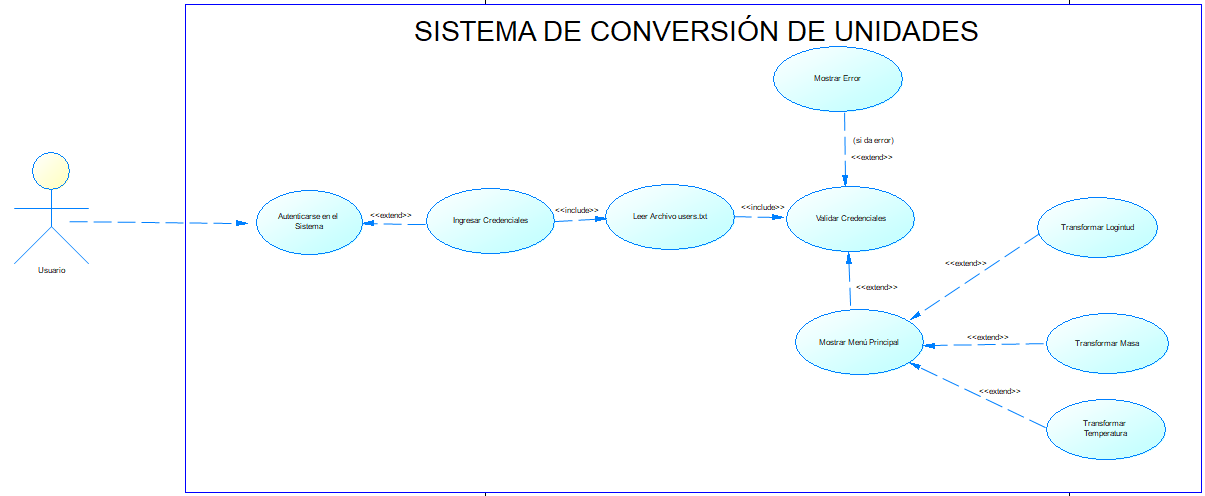 SISTEMA DE CONVERSIÓN DE UNIDADES
Mostrar Error
(si da error)
<<extend>>
Autenticarse en el
Sistema
<<extend>>
Ingresar Credenciales
<<include>>
Leer Archivo users.txt
<<include>>
Validar Credenciales
Usuario
<<extend>>
Mostrar Menú Principal
<<extend>>
Transformar Logintud
<<extend>>
Transformar Masa
<<extend>>
Transformar
Temperatura